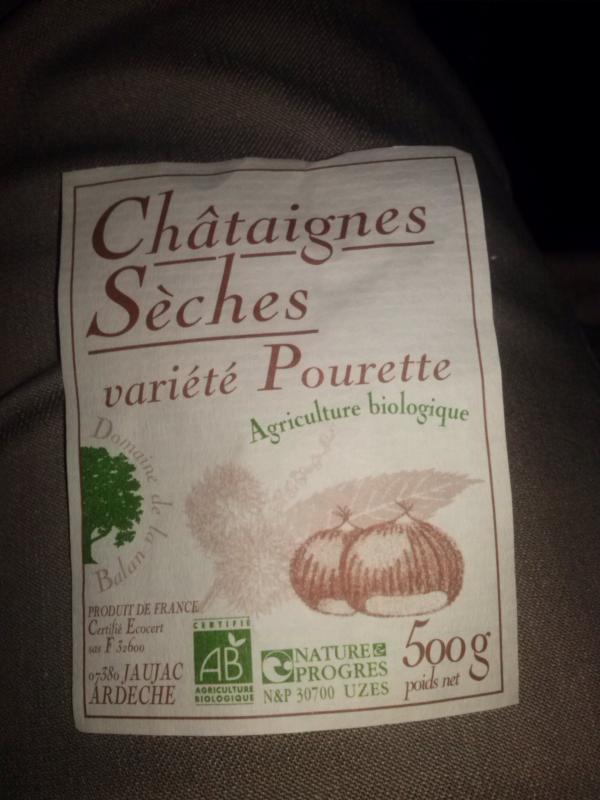 Châtaignes
Sèches
variété Pourette
Agriculture biologique
Domaine de la
Balan
PRODUIT DE FRANCE
Certifié Ecocert
sas F 32600
07380 JAUJAC
ARDECHE
CERTIFIÉ
AB
AGRICULTURE
BIOLOGIQUE
NATURE &
PROGRES
N&P 30700 UZES
500g
poids net